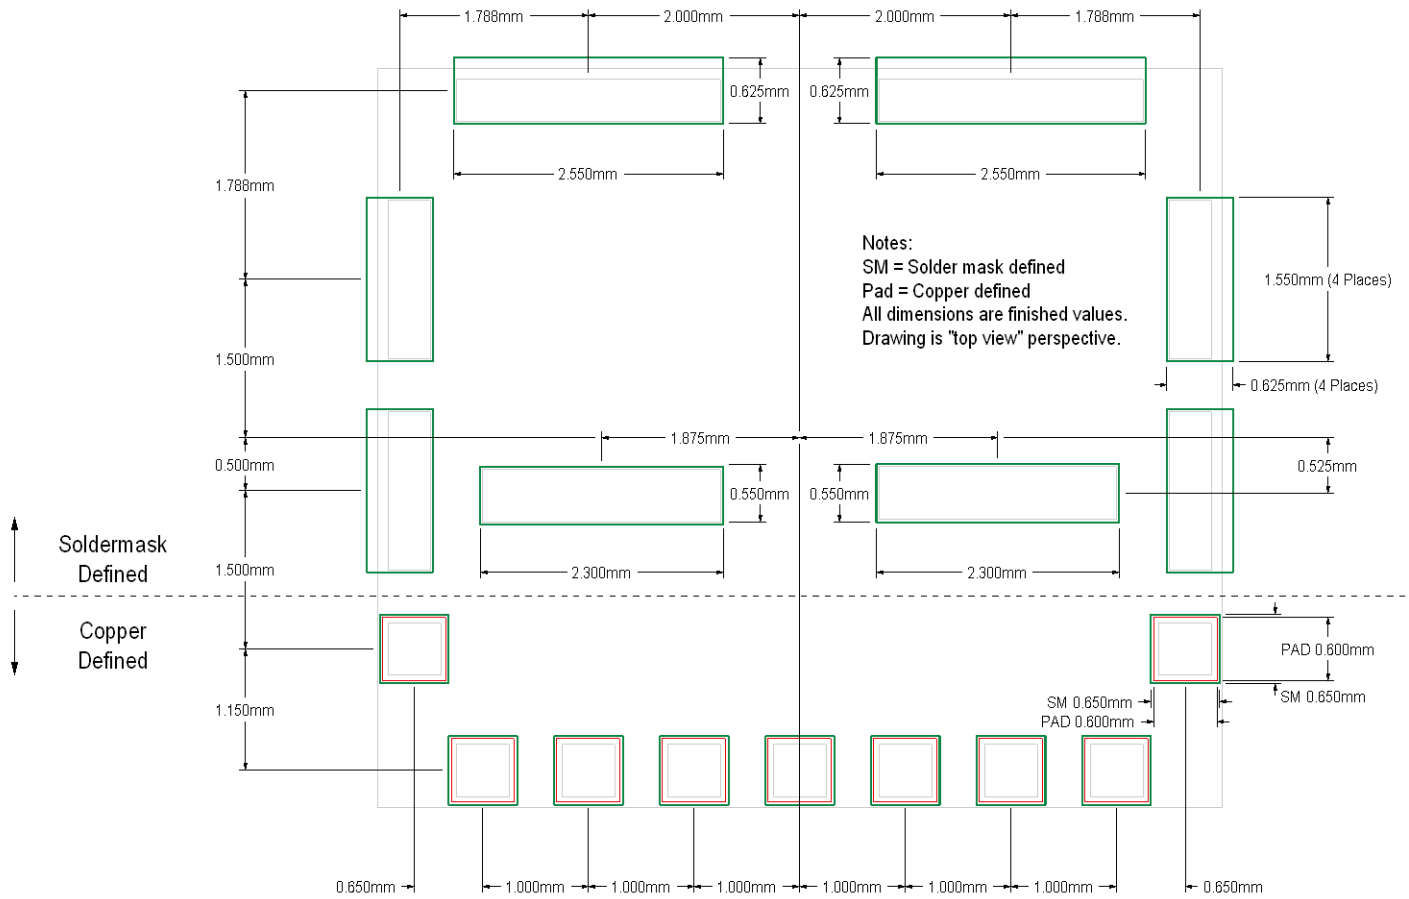 1.788mm 2.000mm 2.000mm 1.788mm
0.625mm 0.625mm
2.550mm 2.550mm
1.788mm
Notes:
SM = Solder mask defined
Pad = Copper defined
All dimensions are finished values.
Drawing is "top view" perspective.
1.550mm (4 Places)
1.500mm
0.625mm (4 Places)
1.875mm 1.875mm
0.500mm
0.525mm
0.550mm 0.550mm
Soldermask
Defined
1.500mm
2.300mm 2.300mm
Copper
Defined
PAD 0.600mm
SM 0.650mm
SM 0.650mm
PAD 0.600mm
1.150mm
0.650mm 1.000mm 1.000mm 1.000mm 1.000mm 1.000mm 1.000mm 0.650mm